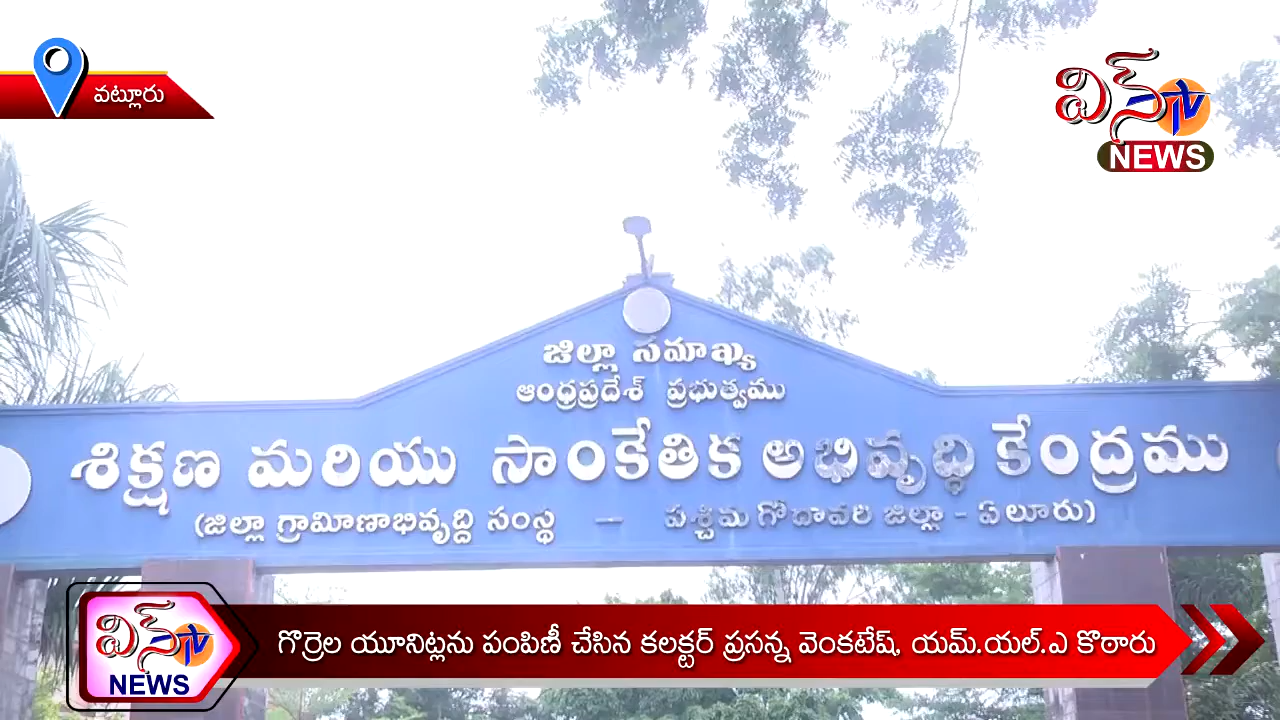 వట్లూరు
విస్ tv
NEWS
జిల్లా సమాఖ్య
ఆంధ్రప్రదేశ్ ప్రభుత్వము
శిక్షణ మరియు సాంకేతిక అభివృద్ధి కేంద్రము
(జిల్లా గ్రామీణాభివృద్ది సంస్థ - పశ్చిమ గోదావరి జిల్లా - ఏలూరు)
విస్ tv
NEWS
గొర్రెల యూనిట్లను పంపిణీ చేసిన కలక్టర్ ప్రసన్న వెంకటేష్, యమ్.యల్.ఎ కొఠారు